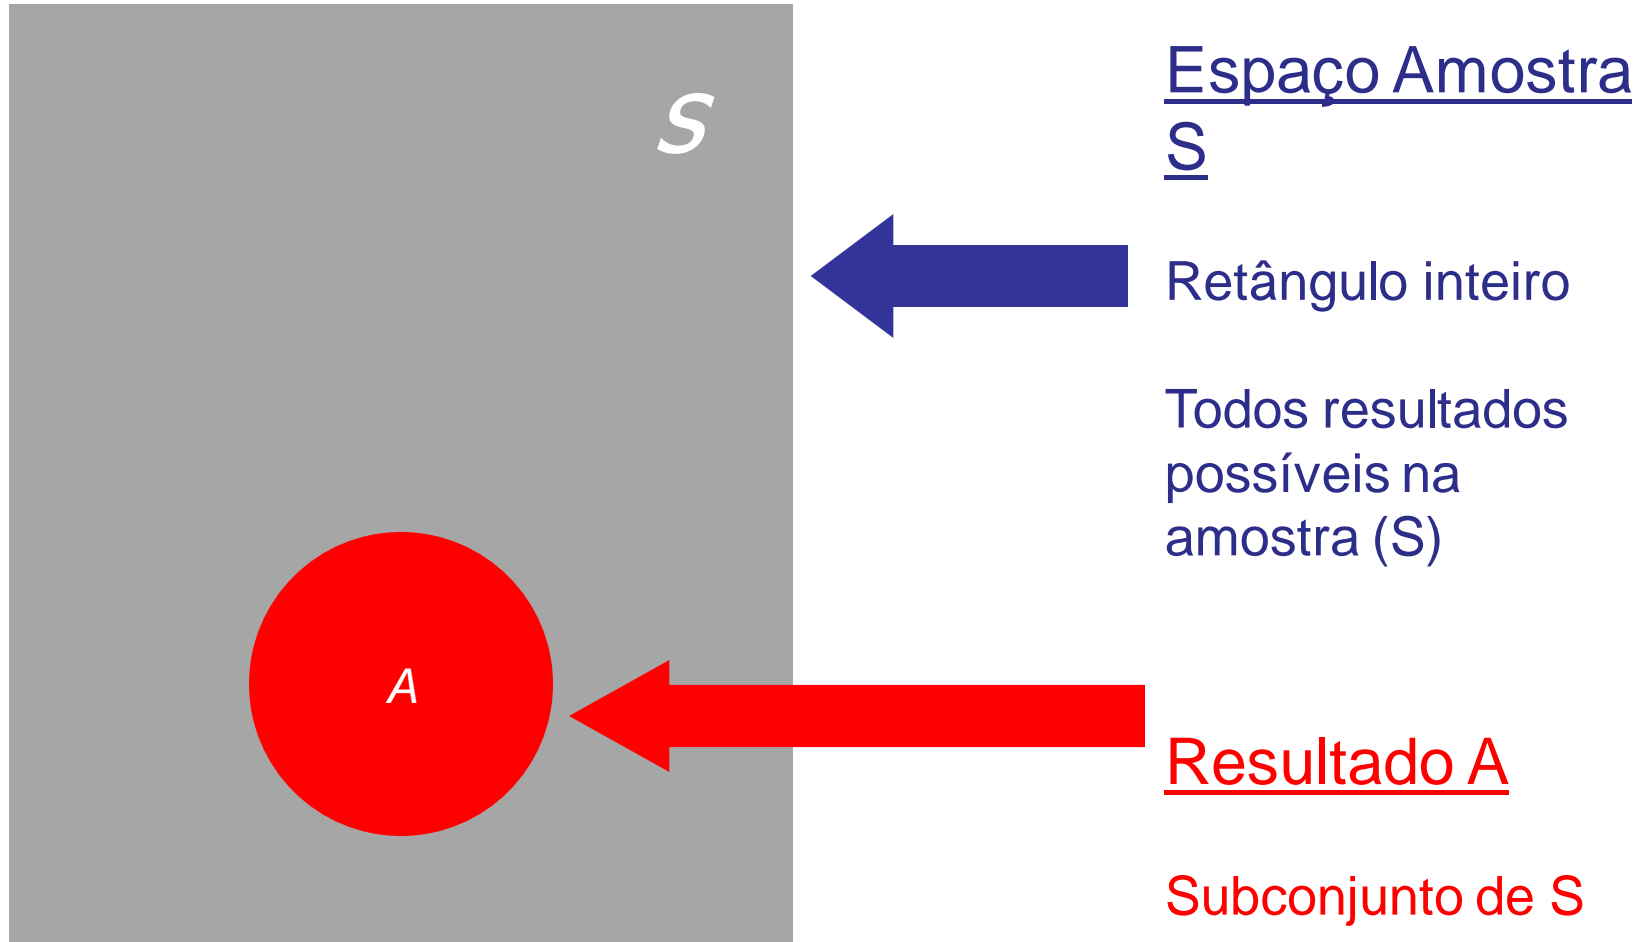 S
Espaço Amostra
S
Retângulo inteiro
Todos resultados
possíveis na
amostra (S)
A
Resultado A
Subconjunto de S